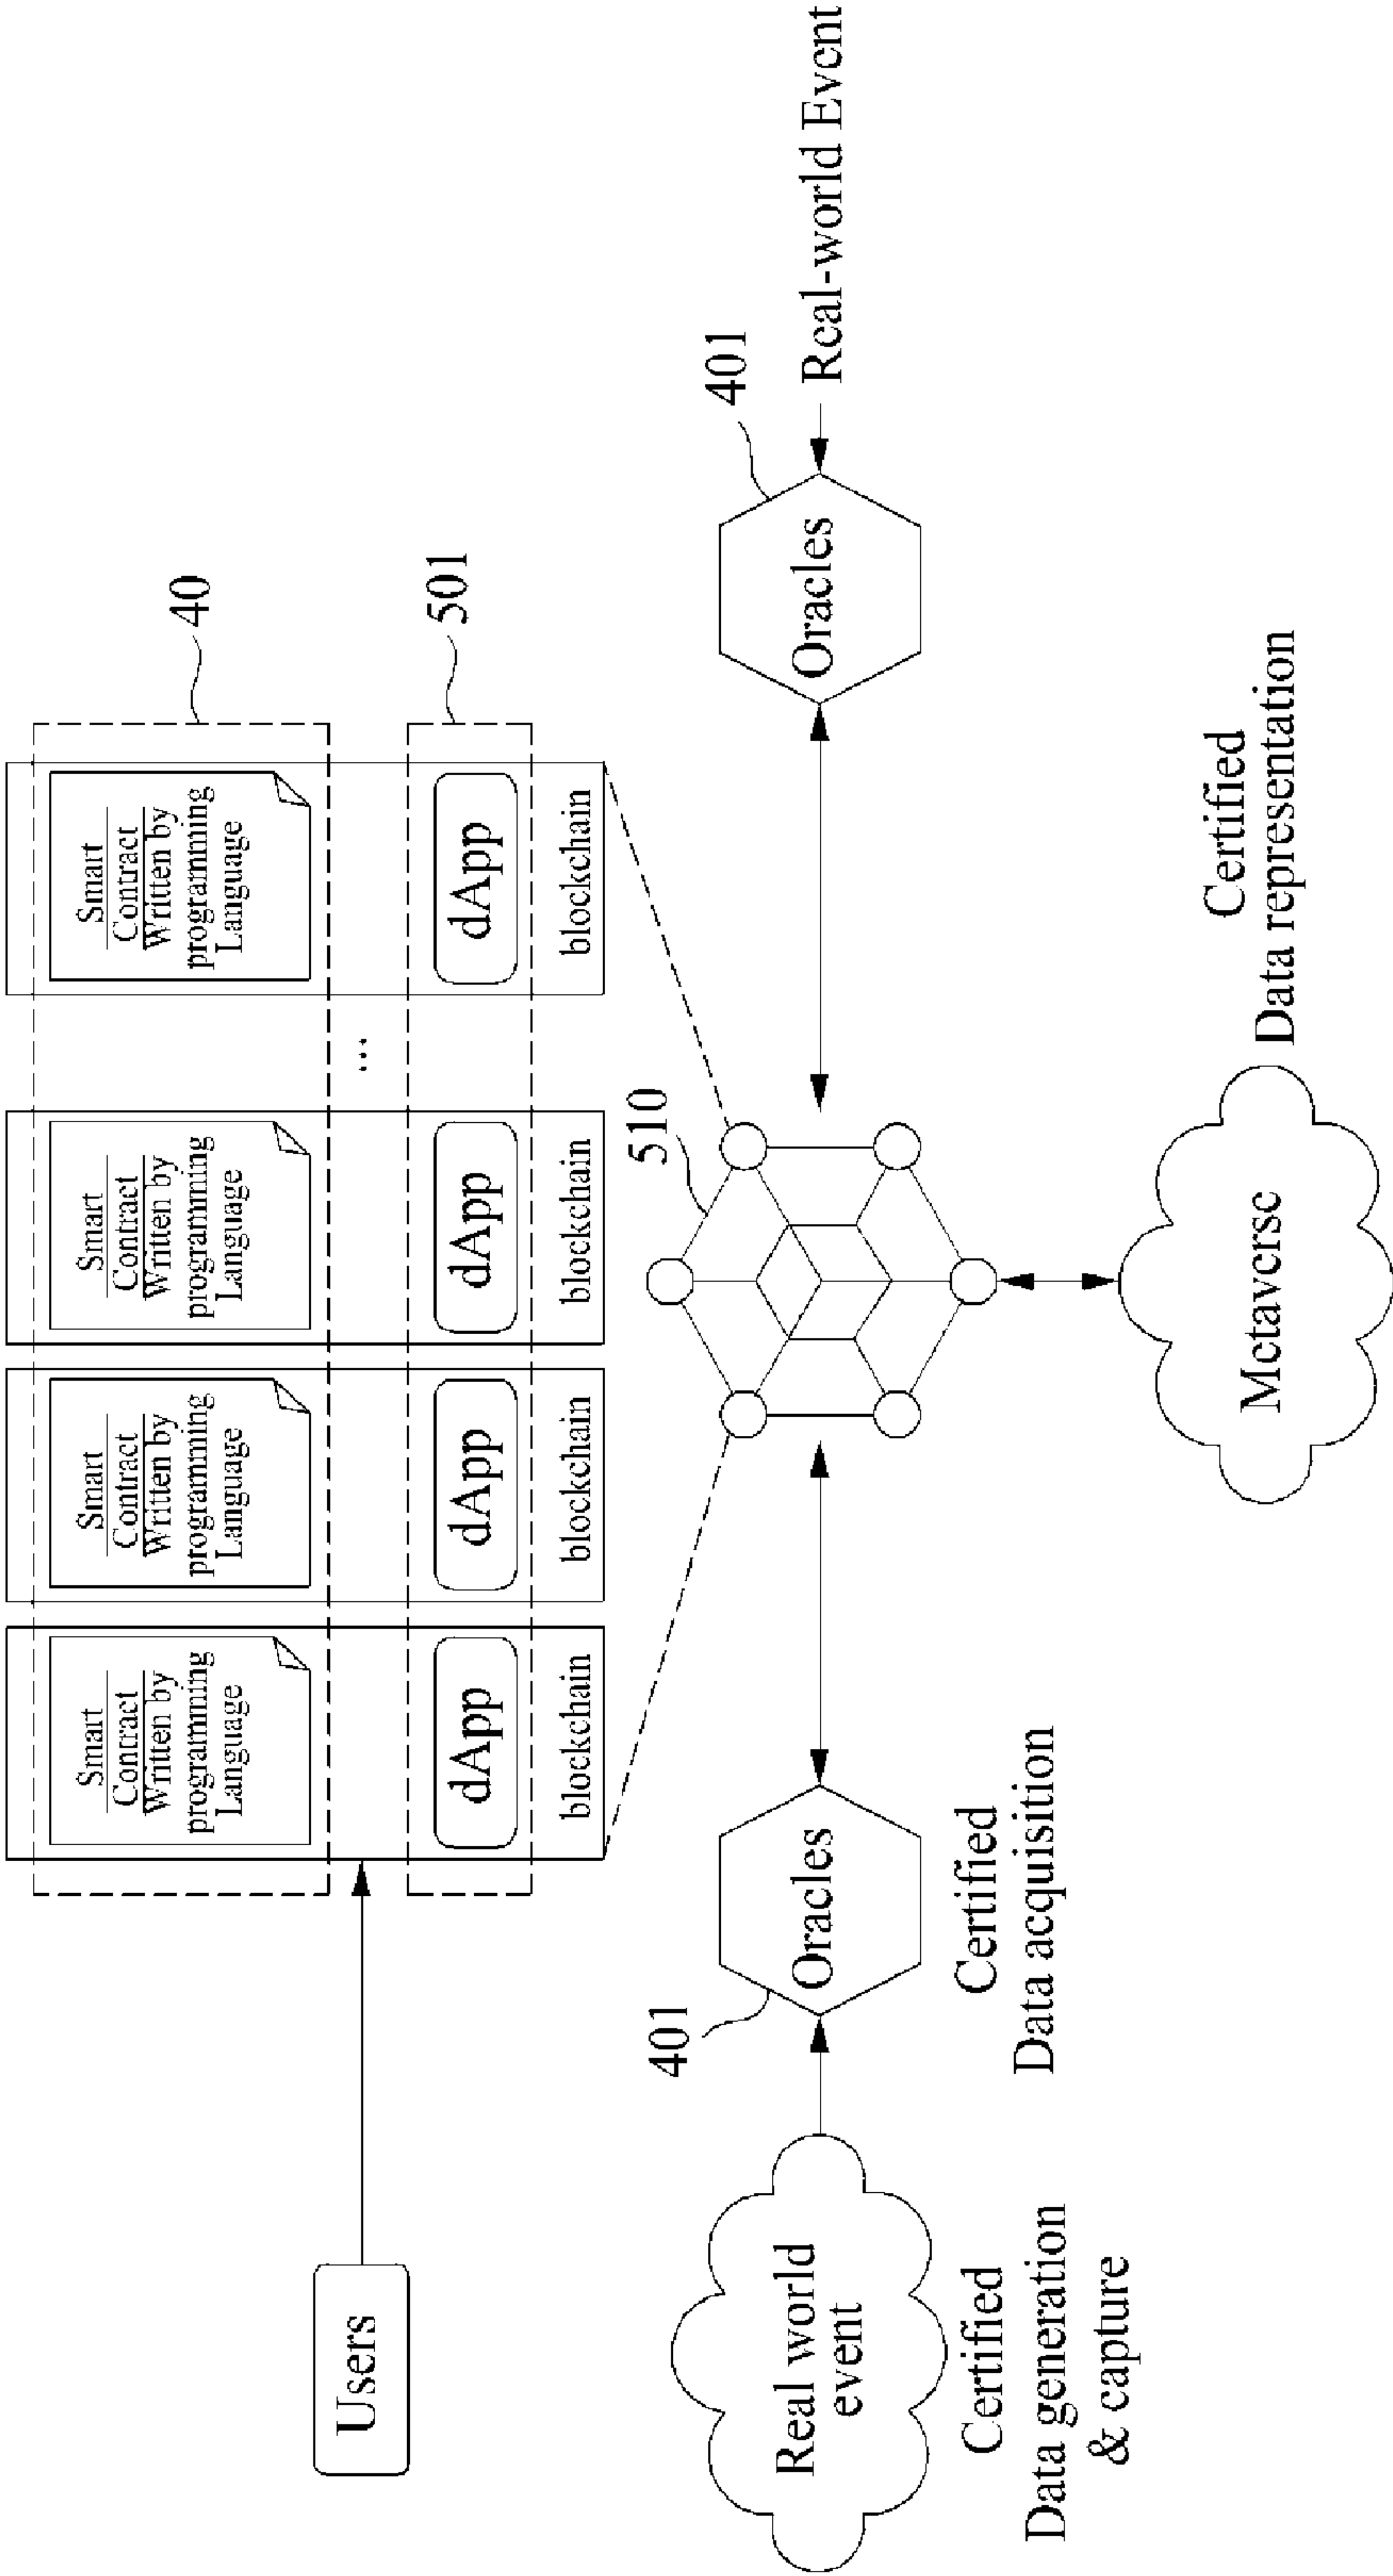 40
Smart
Contract
Written by
programming
Language
Smart
Contract
Written by
programming
Language
Smart
Contract
Written by
programming
Language
...
Smart
Contract
Written by
programming
Language
Users
501
dApp
dApp
dApp
dApp
blockchain
blockchain
blockchain
blockchain
510
401
401
Real world
event
Oracles
Oracles
Real-world Event
Certified
Data generation
& capture
Certified
Data acquisition
Metaverse
Certified
Data representation